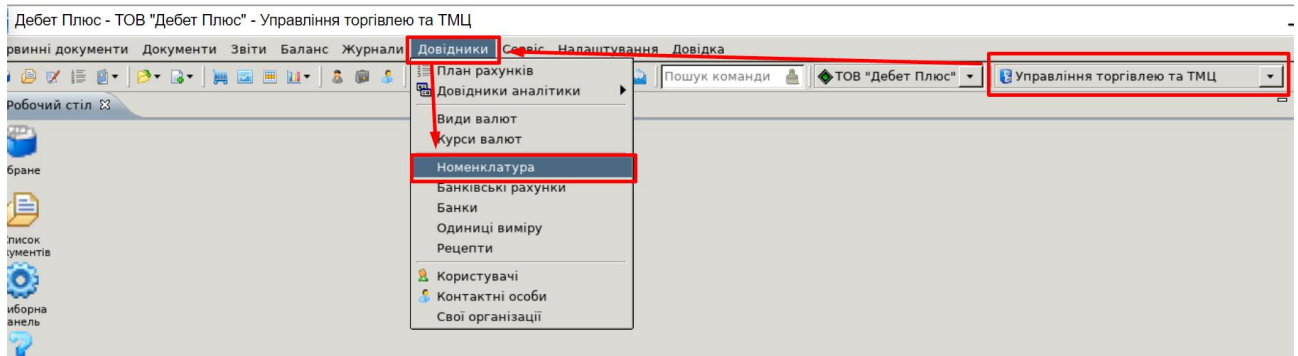 Дебет Плюс - ТОВ "Дебет Плюс" - Управління торгівлею та ТМЦ
рвинні документи Документи Звіти Баланс Журнали Довідники Сервіс Налаштування Довідка
Пошук команди ТОВ "Дебет Плюс" Управління торгівлею та ТМЦ
Робочий стіл
План рахунків
Довідники аналітики
Види валют
Курси валют
Номенклатура
Банківські рахунки
Банки
Одиниці виміру
Рецепти
Користувачі
Контактні особи
Свої організації
бране
писок
кументів
иборна
анель